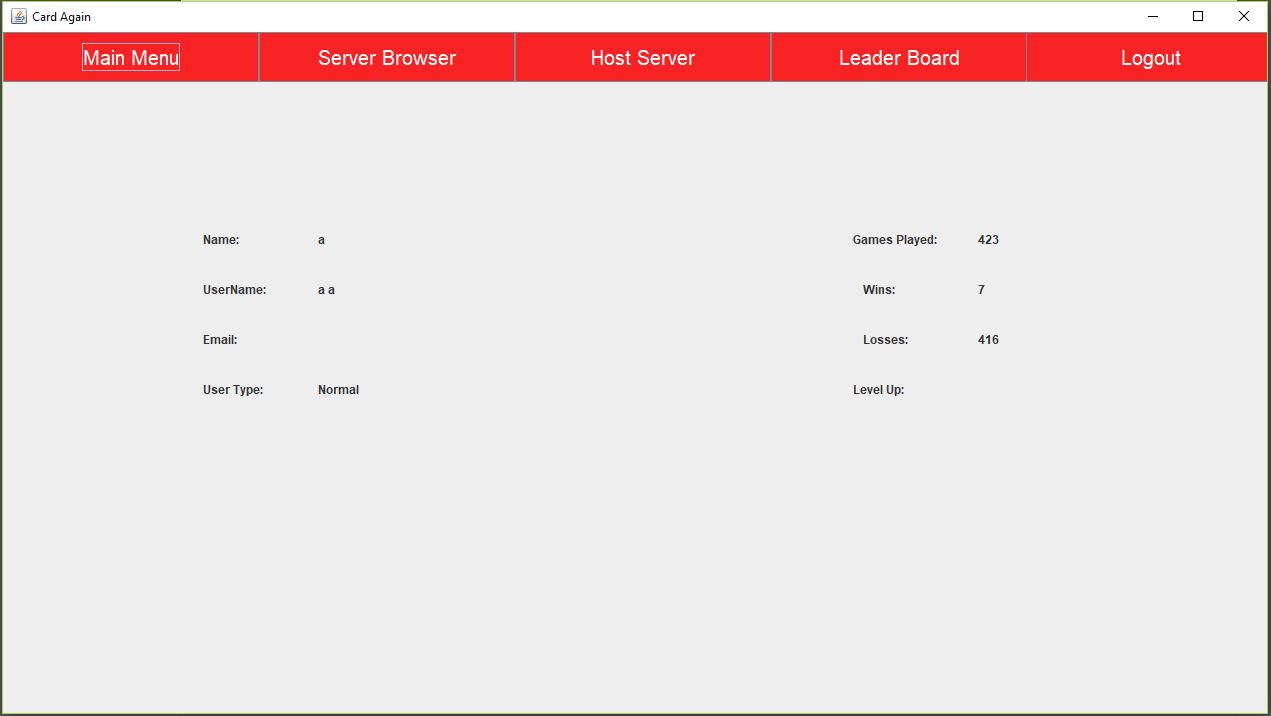 Card Again
Main Menu Server Browser Host Server Leader Board Logout
Name: a Games Played: 423
UserName: a a Wins: 7
Email: Losses: 416
User Type: Normal Level Up: